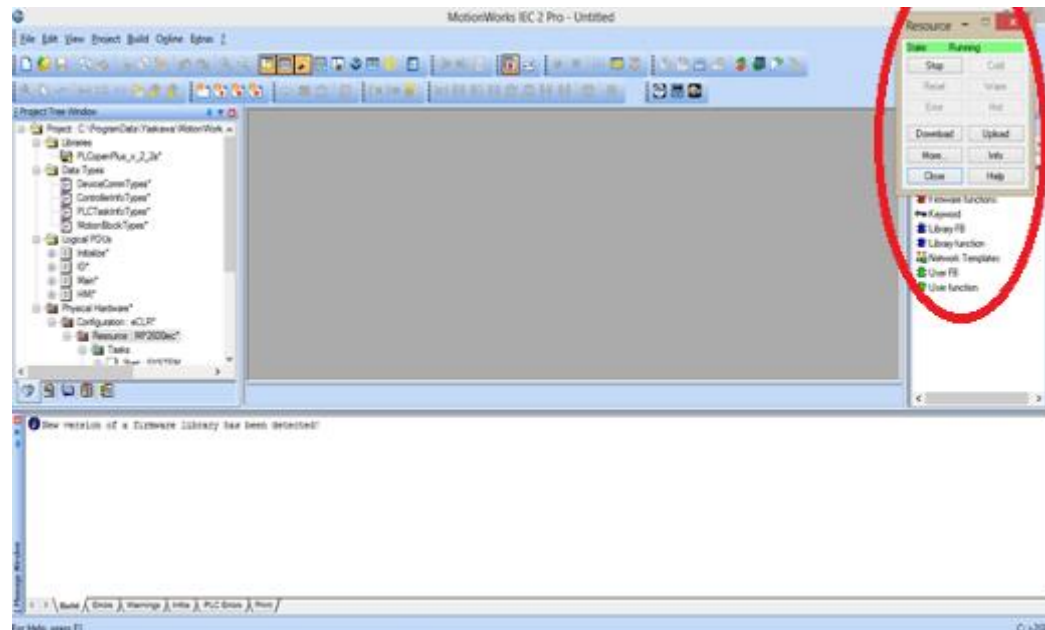 MotionWorks IEC 2 Pro - Untitled
File Edit View Project Build Online Extras ?
Project Tree Window
Project : C:\ProgramData\Yaskawa\MotionWork
Libraries
PLCopenPlus_v_2_2a*
Data Types
DeviceCommTypes*
ControllerInfoTypes*
PLCTaskInfoTypes*
MotionBlockTypes*
Logical POUs
Initialize*
IO*
Main*
HMI*
Physical Hardware*
Configuration : eCLR*
Resource : MP2600iec*
Tasks
Resource
State: Running
Stop Cold
Reset Warm
Error Hot
Download Upload
More... Info
Close Help
Firmware functions
Keyword
Library FB
Library function
Network Templates
User FB
User function
New version of a firmware library has been detected!
Message Window
Build Errors Warnings Infos PLC Errors Print
For Help, press F1